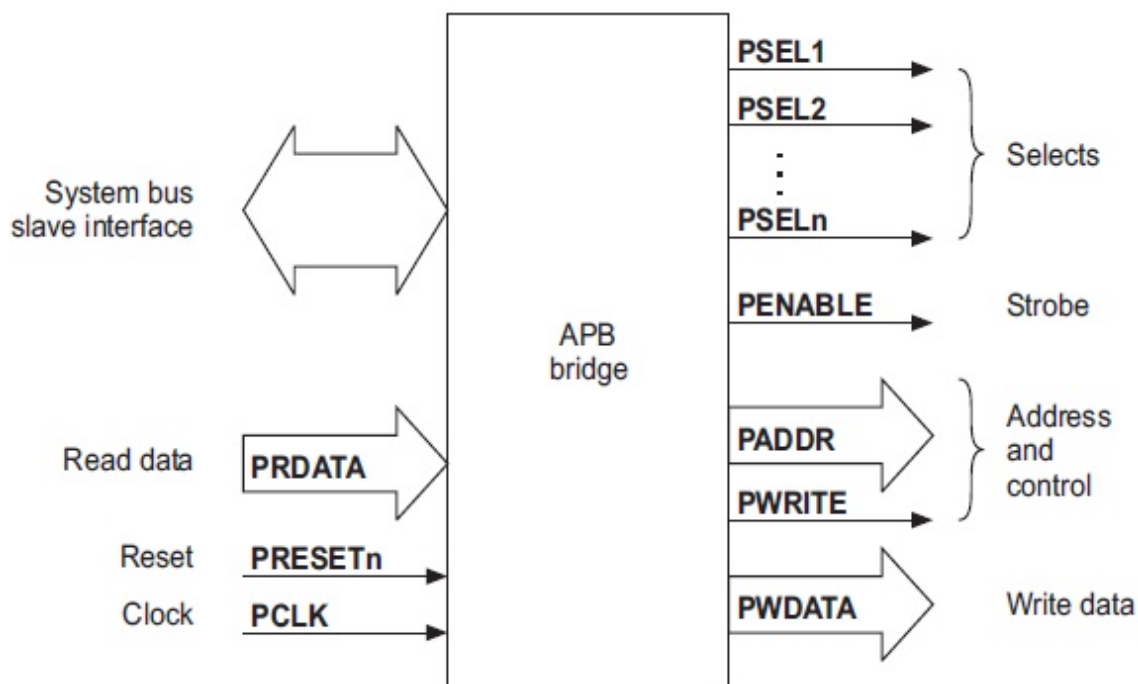 System bus
slave interface
Read data
PRDATA
Reset
PRESETn
Clock
PCLK
APB
bridge
PSEL1
PSEL2
PSELn
Selects
PENABLE
Strobe
PADDR
PWRITE
Address
and
control
PWDATA
Write data